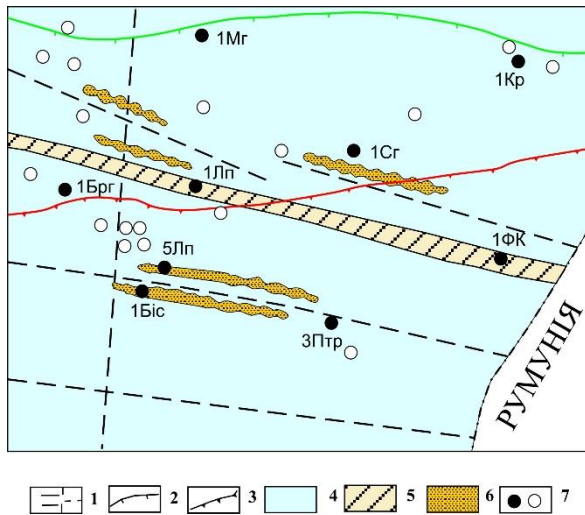 1Мг
1Кр
1Сг
1Лп
1Брг
1ФК
5Лп
1Біс
3Птр
РУМУНІЯ
1 2 3 4 5 6 7